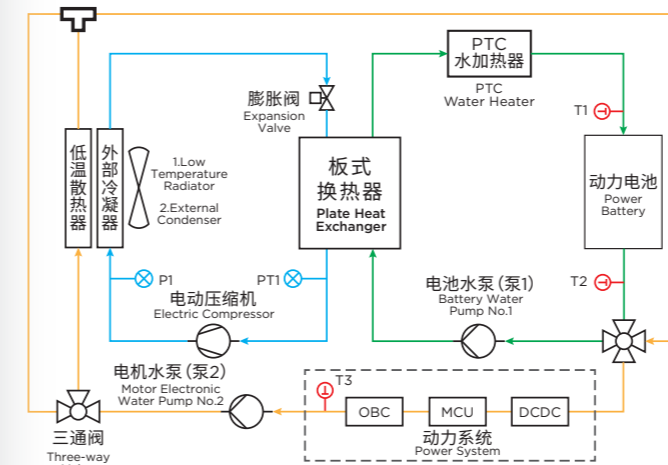 PTC
水加热器
PTC
Water Heater
膨胀阀
Expansion
Valve
T1
低温散热器
外部冷凝器
1.Low
Temperature
Radiator
2.External
Condenser
板式
换热器
Plate Heat
Exchanger
动力电池
Power
Battery
P1
PT1
T2
电动压缩机
Electric Compressor
电池水泵(泵1)
Battery Water
Pump No.1
电机水泵(泵2)
Motor Electronic
Water Pump No.2
T3
OBC
MCU
DCDC
动力系统
Power System
三通阀
Three-way